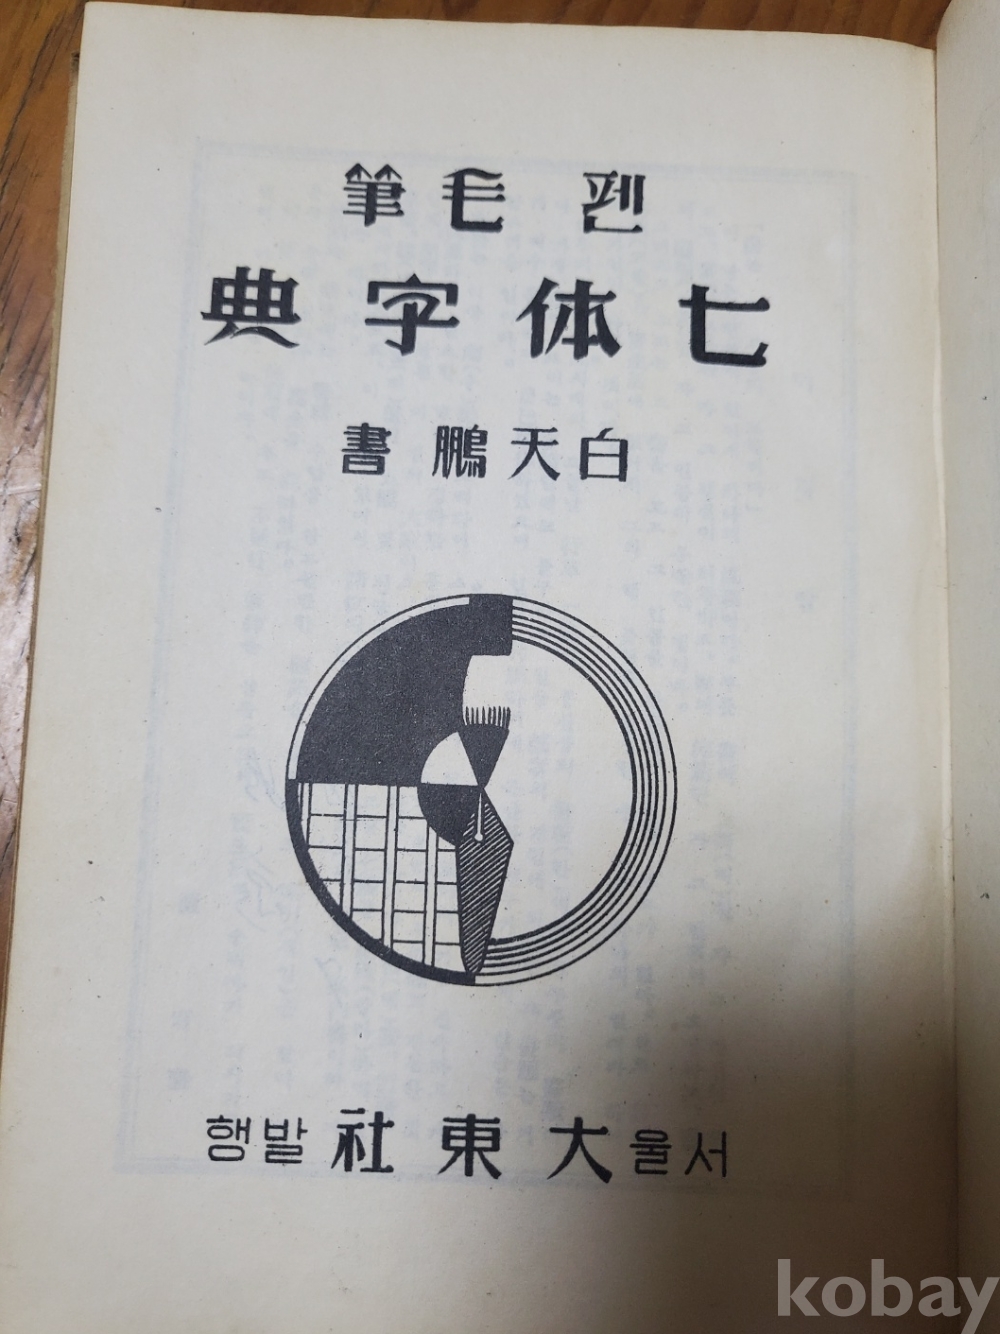 펜 毛筆
七体字典
白天鵬 書
서울 大東社 발행
kobay